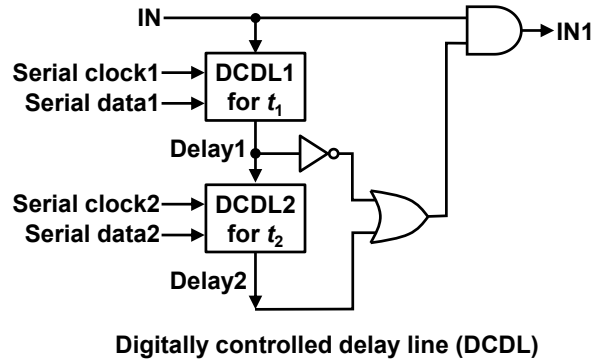 IN
IN1
Serial clock1
Serial data1
DCDL1
for t1
Delay1
Serial clock2
Serial data2
DCDL2
for t2
Delay2
Digitally controlled delay line (DCDL)